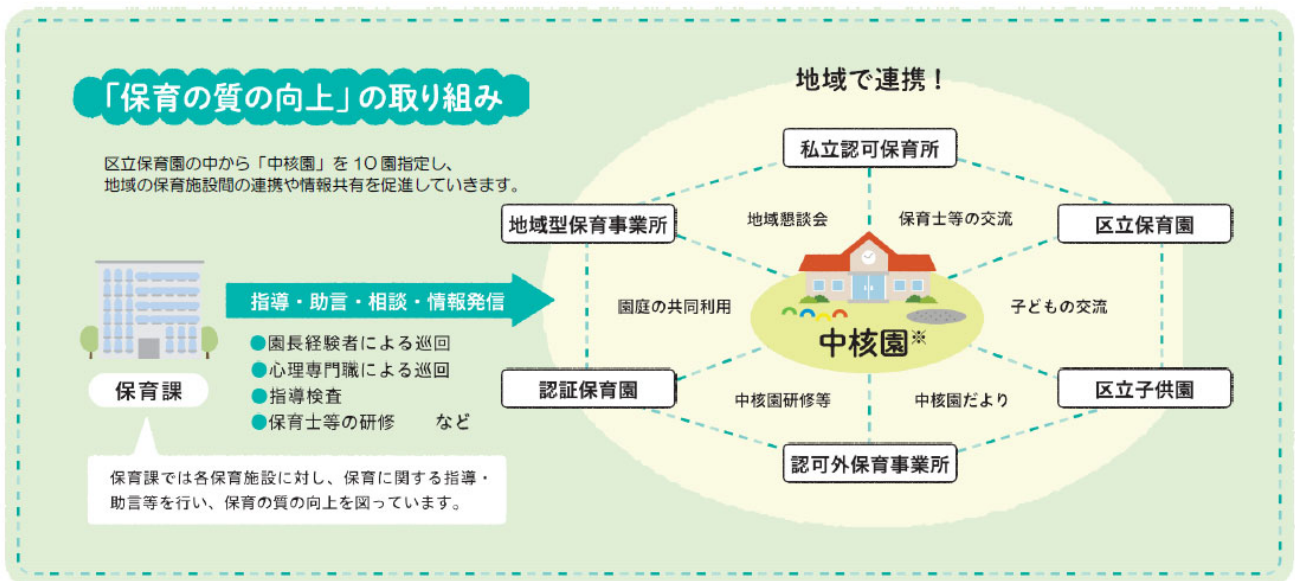 「保育の質の向上」の取り組み
区立保育園の中から「中核園」を10園指定し、
地域の保育施設間の連携や情報共有を促進していきます。
保育課
指導・助言・相談・情報発信
●園長経験者による巡回
●心理専門職による巡回
●指導検査
●保育士等の研修　など
保育課では各保育施設に対し、保育に関する指導・
助言等を行い、保育の質の向上を図っています。
地域で連携！
私立認可保育所
地域型保育事業所
地域懇談会
保育士等の交流
区立保育園
園庭の共同利用
子どもの交流
中核園※
認証保育園
中核園研修等
中核園だより
区立子供園
認可外保育事業所